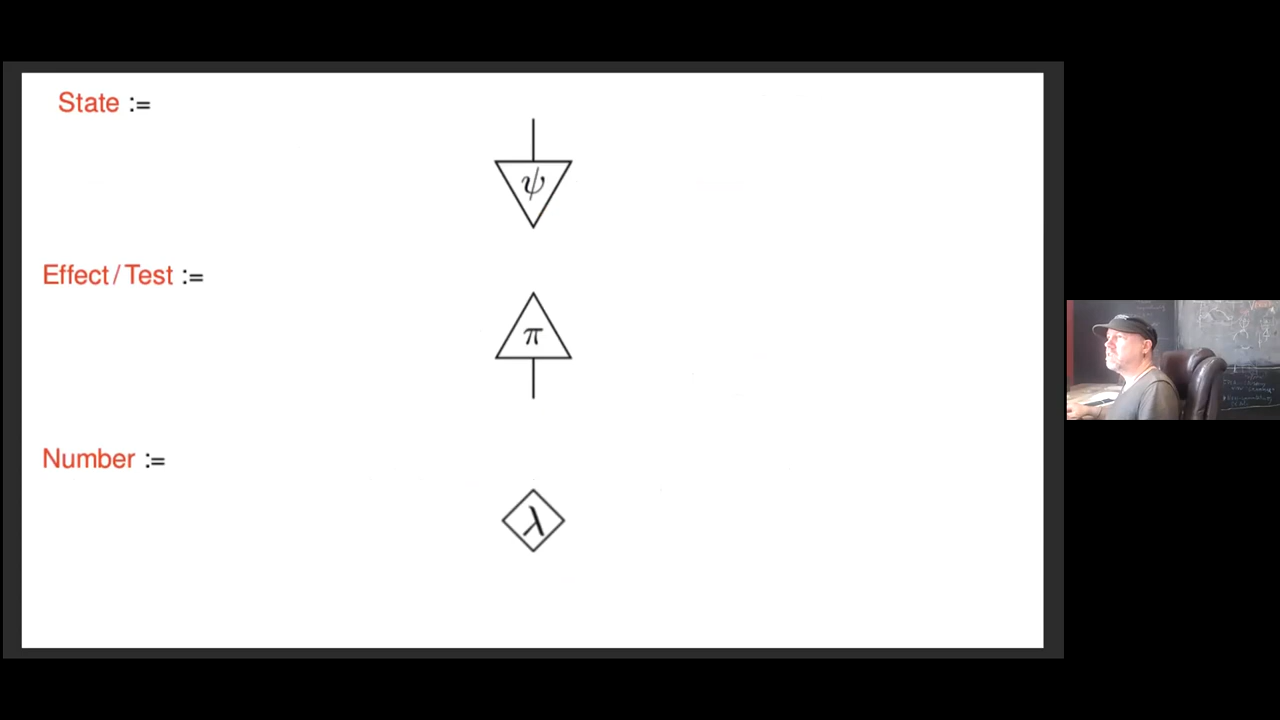 State :=
ψ
Effect / Test :=
π
Number :=
λ